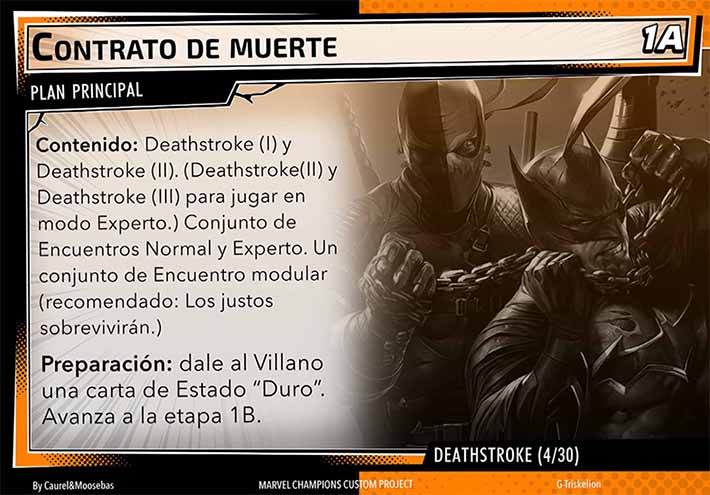 CONTRATO DE MUERTE
1A
PLAN PRINCIPAL
Contenido: Deathstroke (I) y
Deathstroke (II). (Deathstroke(II) y
Deathstroke (III) para jugar en
modo Experto.) Conjunto de
Encuentros Normal y Experto. Un
conjunto de Encuentro modular
(recomendado: Los justos
sobrevivirán.)
Preparación: dale al Villano
una carta de Estado “Duro”.
Avanza a la etapa 1B.
DEATHSTROKE (4/30)
By Caurel&Moosebas
MARVEL CHAMPIONS CUSTOM PROJECT
G-Triskelion